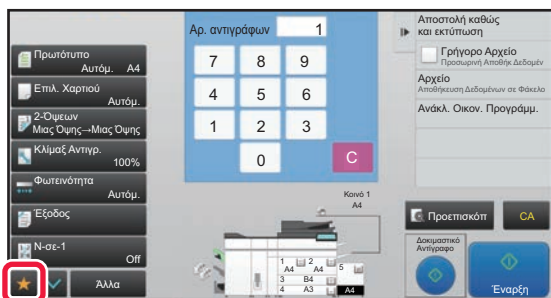 Πρωτότυπο
Αυτόμ. A4
Επιλ. Χαρτιού
Αυτόμ.
2-Όψεων
Μιας Όψης→Μιας Όψης
Κλίμαξ Αντιγρ.
100%
Φωτεινότητα
Αυτόμ.
Έξοδος
N-σε-1
Off
Άλλα
Αρ. αντιγράφων 1
7 8 9
4 5 6
1 2 3
0 C
Κοινό 1
A4
1 A4 2 A4 5
3 B4
4 A3 A4
Αποστολή καθώς
και εκτύπωση
Γρήγορο Αρχείο
Προσωρινή Αποθήκ Δεδομέν
Αρχείο
Αποθήκευση Δεδομένων σε Φάκελο
Ανάκλ. Οικον. Προγράμμ.
Προεπισκόπ CA
Δοκιμαστικό
Αντίγραφο
Έναρξη